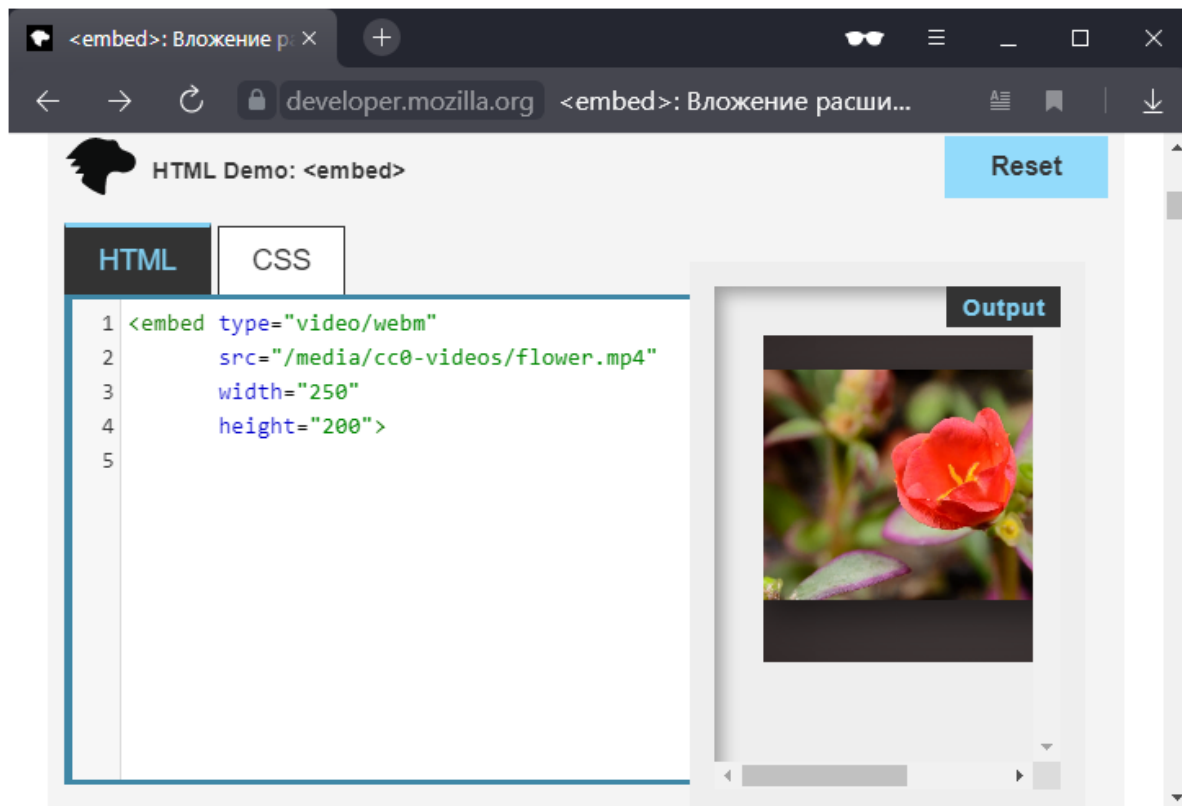 <embed>: Вложение р
developer.mozilla.org <embed>: Вложение расши...
HTML Demo: <embed>
Reset
HTML CSS
1 <embed type="video/webm"
2 src="/media/cc0-videos/flower.mp4"
3 width="250"
4 height="200">
5
Output